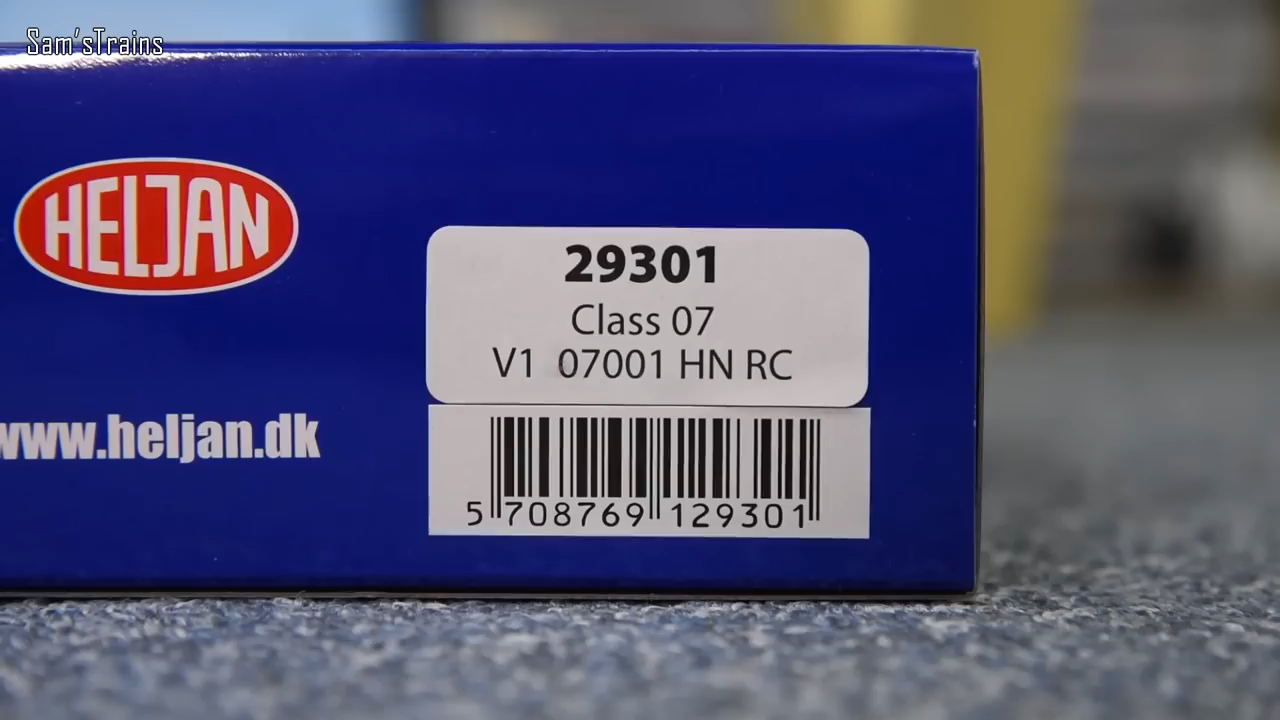 Sam'sTrains
HELJAN
29301
Class 07
V1 07001 HN RC
www.heljan.dk
5 708769 129301